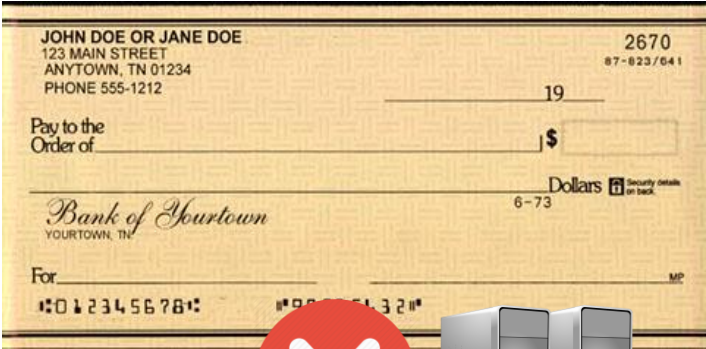 JOHN DOE OR JANE DOE
2670
123 MAIN STREET
87-823/641
ANYTOWN, TN 01234
PHONE 555-1212
19
Pay to the
Order of
$
Dollars
Security details
on back.
6-73
Bank of Yourtown
YOURTOWN, TN
For
MP
⑆012345678⑆